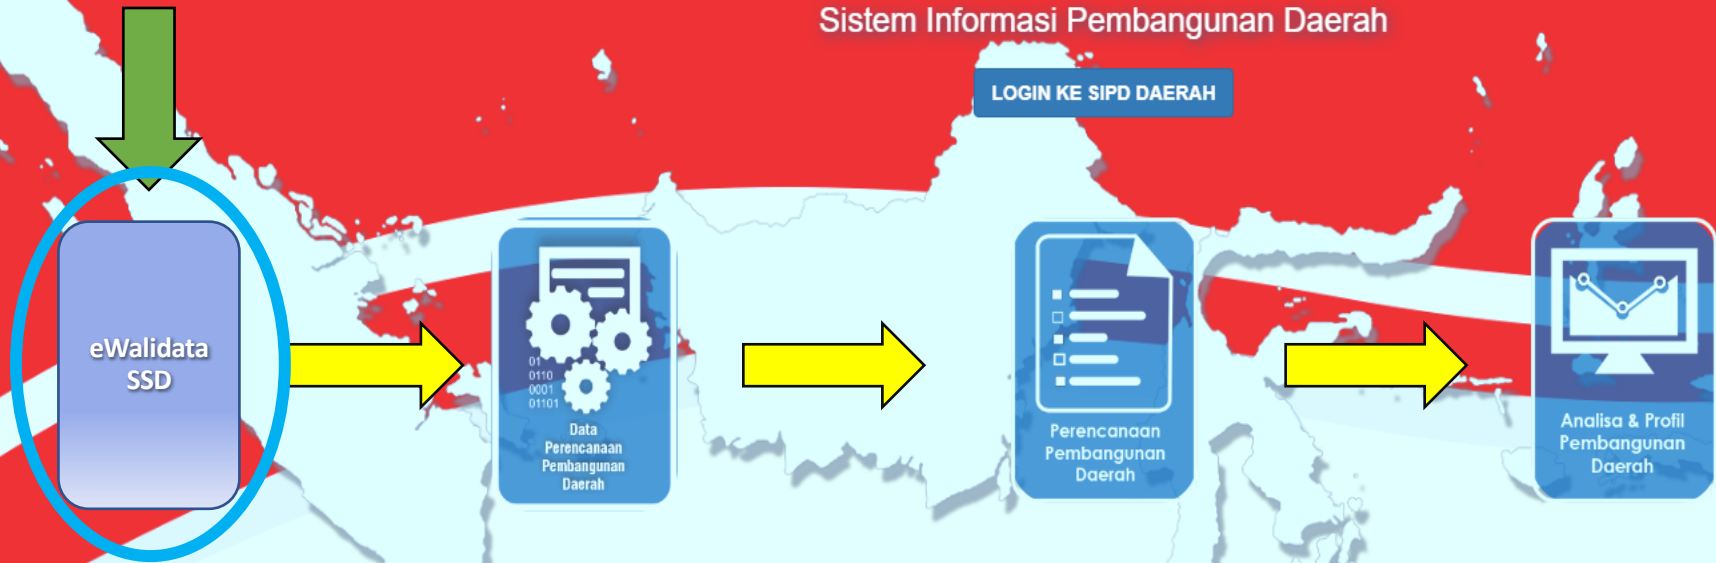 Sistem Informasi Pembangunan Daerah
LOGIN KE SIPD DAERAH
eWalidata
SSD
01
0110
0001
01101
Data
Perencanaan
Pembangunan
Daerah
Perencanaan
Pembangunan
Daerah
Analisa & Profil
Pembangunan
Daerah